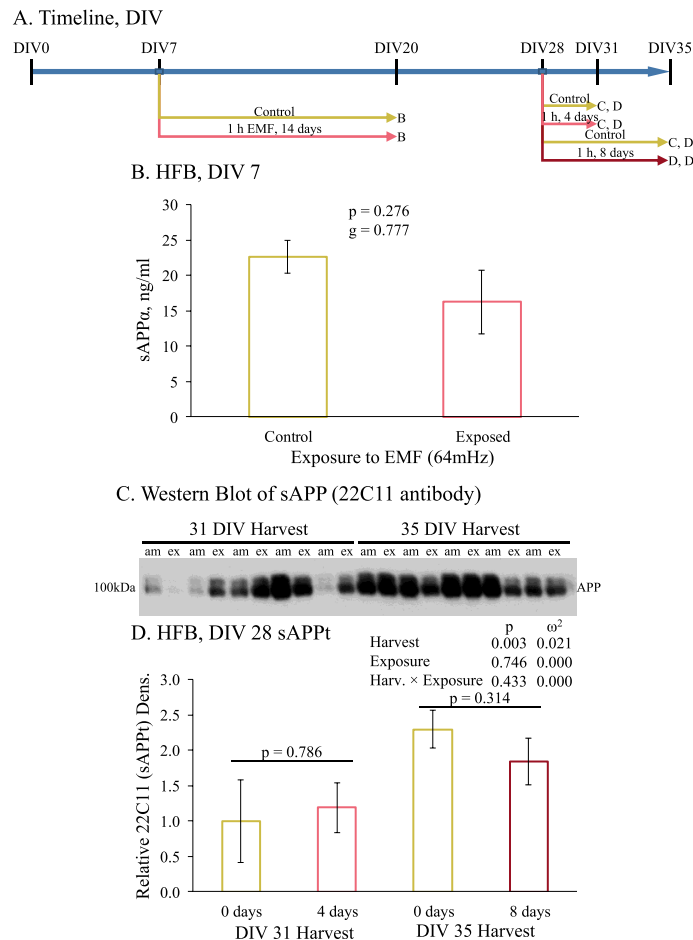 A. Timeline, DIV
DIV0 DIV7 DIV20 DIV28 DIV31 DIV35
Control B
1 h EMF, 14 days B
Control C, D
1 h, 4 days C, D
Control C, D
1 h, 8 days D, D
B. HFB, DIV 7
p = 0.276
g = 0.777
sAPPα, ng/ml
30
25
20
15
10
5
0
Control Exposed
Exposure to EMF (64mHz)
C. Western Blot of sAPP (22C11 antibody)
31 DIV Harvest 35 DIV Harvest
am ex am ex am ex am ex am ex am ex am ex am ex am ex am ex
100kDa APP
D. HFB, DIV 28 sAPPt
p ω²
Harvest 0.003 0.021
Exposure 0.746 0.000
Harv. × Exposure 0.433 0.000
p = 0.314
p = 0.786
Relative 22C11 (sAPPt) Dens.
3.0
2.5
2.0
1.5
1.0
0.5
0.0
0 days 4 days 0 days 8 days
DIV 31 Harvest DIV 35 Harvest